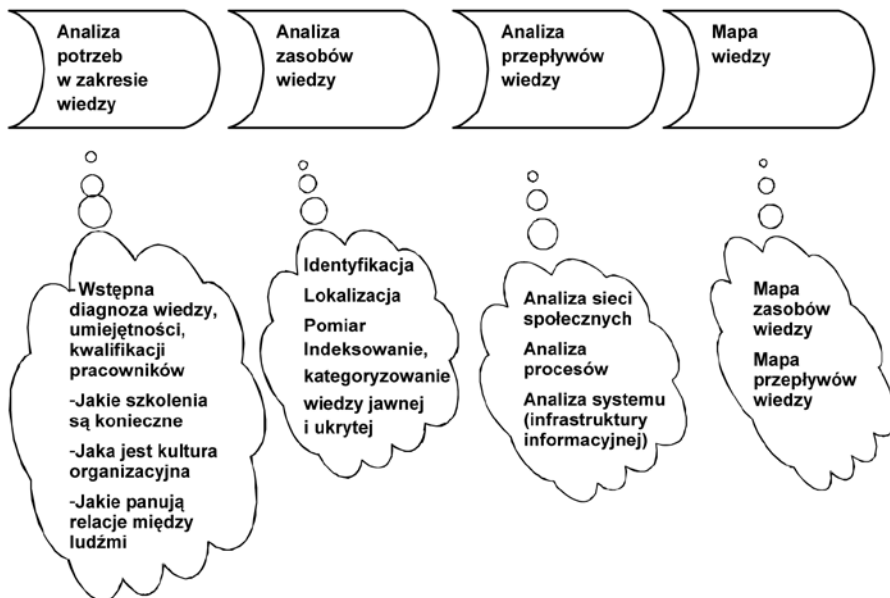 Analiza
potrzeb
w zakresie
wiedzy
Analiza
zasobów
wiedzy
Analiza
przepływów
wiedzy
Mapa
wiedzy
- Wstępna
diagnoza wiedzy,
umiejętności,
kwalifikacji
pracowników
-Jakie szkolenia
są konieczne
-Jaka jest kultura
organizacyjna
-Jakie panują
relacje między
ludźmi
Identyfikacja
Lokalizacja
Pomiar
Indeksowanie,
kategoryzowanie
wiedzy jawnej
i ukrytej
Analiza sieci
społecznych
Analiza
procesów
Analiza systemu
(infrastruktury
informacyjnej)
Mapa
zasobów
wiedzy
Mapa
przepływów
wiedzy